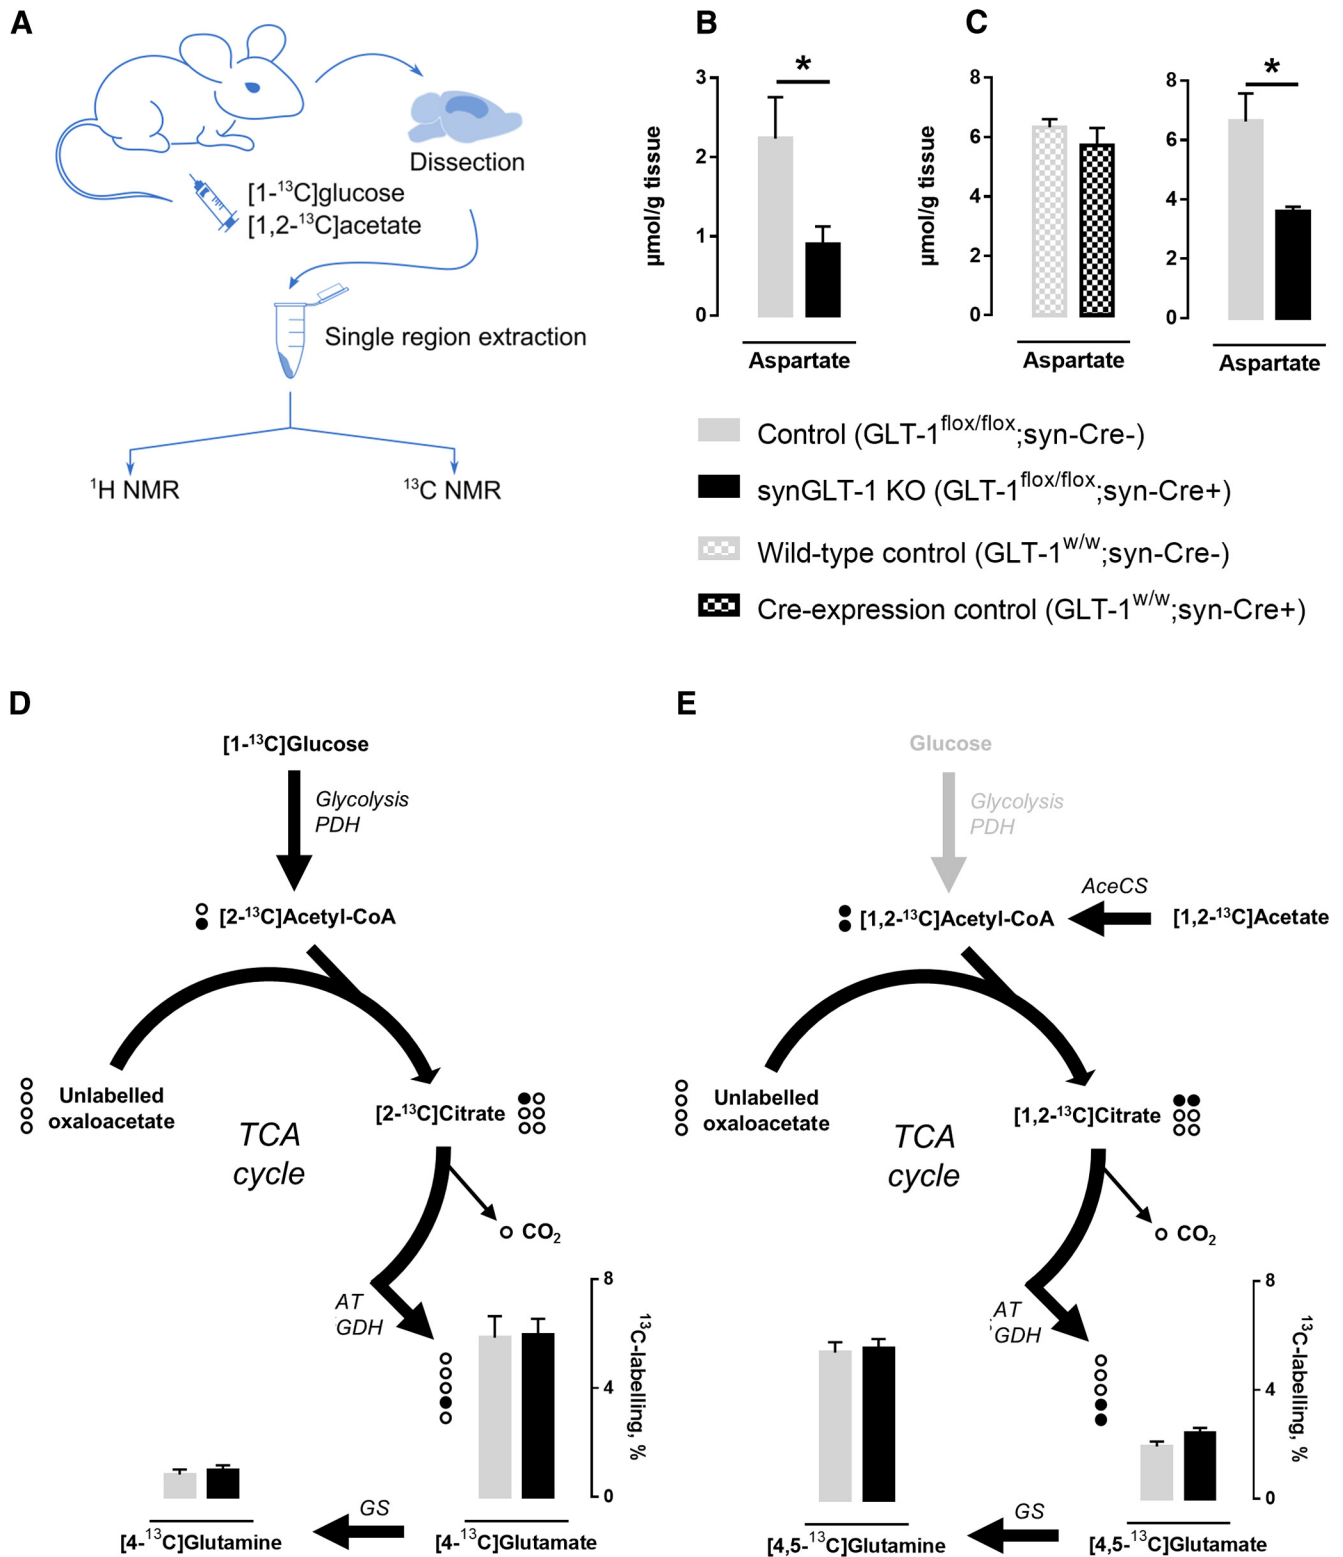 A
[1-¹³C]glucose
[1,2-¹³C]acetate
Dissection
Single region extraction
¹H NMR
¹³C NMR
B
*
3
2
1
0
µmol/g tissue
Aspartate
C
8
6
4
2
0
µmol/g tissue
Aspartate
*
8
6
4
2
0
Aspartate
Control (GLT-1flox/flox;syn-Cre-)
synGLT-1 KO (GLT-1flox/flox;syn-Cre+)
Wild-type control (GLT-1w/w;syn-Cre-)
Cre-expression control (GLT-1w/w;syn-Cre+)
D
[1-¹³C]Glucose
Glycolysis
PDH
[2-¹³C]Acetyl-CoA
Unlabelled
oxaloacetate
[2-¹³C]Citrate
TCA
cycle
CO₂
AT
GDH
8
4
0
¹³C-labelling, %
GS
[4-¹³C]Glutamine
[4-¹³C]Glutamate
E
Glucose
Glycolysis
PDH
AceCS
[1,2-¹³C]Acetyl-CoA
[1,2-¹³C]Acetate
Unlabelled
oxaloacetate
[1,2-¹³C]Citrate
TCA
cycle
CO₂
AT
GDH
8
4
0
¹³C-labelling, %
GS
[4,5-¹³C]Glutamine
[4,5-¹³C]Glutamate